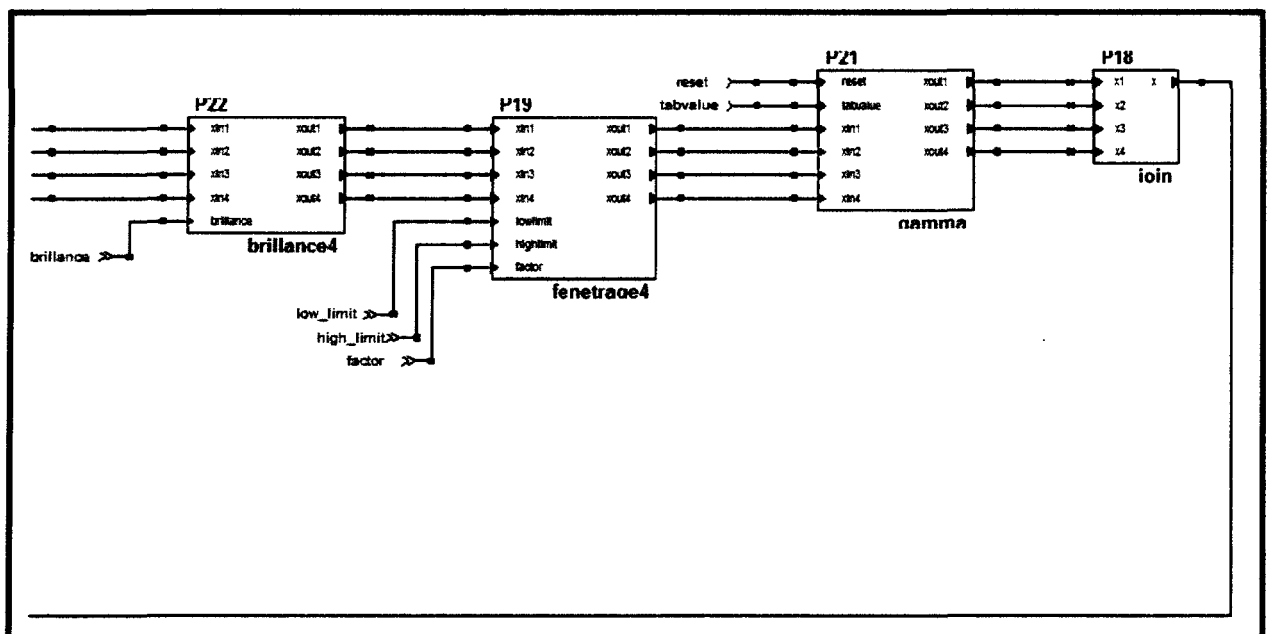 P22
xin1 xout1
xin2 xout2
xin3 xout3
xin4 xout4
brillance
brillance4
brillance
P19
xin1 xout1
xin2 xout2
xin3 xout3
xin4 xout4
lowlimit
highlimit
factor
fenetrage4
low_limit
high_limit
factor
P21
reset
tabvalue
reset xout1
tabvalue xout2
xin1 xout3
xin2 xout4
xin3
xin4
gamma
P18
x1 x
x2
x3
x4
join